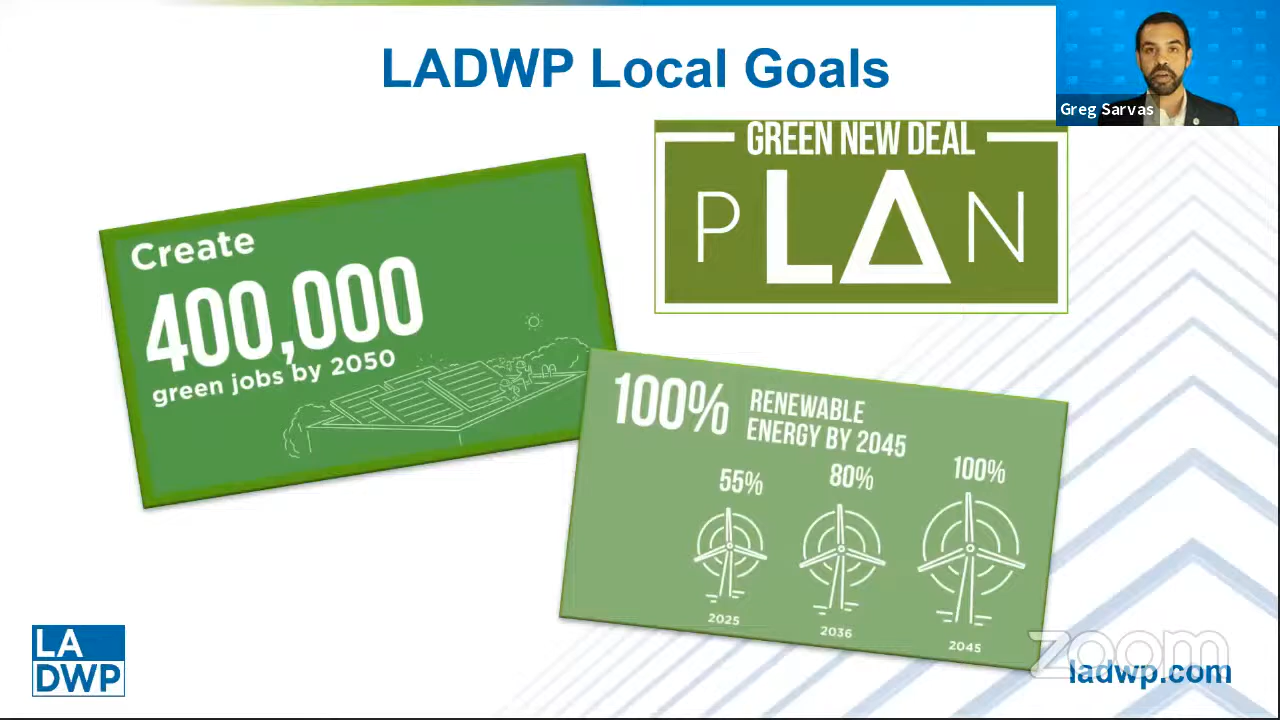 LADWP Local Goals
Greg Sarvas
GREEN NEW DEAL
PLAN
Create
400,000
green jobs by 2050
100% RENEWABLE
ENERGY BY 2045
55% 80% 100%
2025 2036 2045
LA
DWP
zoom
ladwp.com